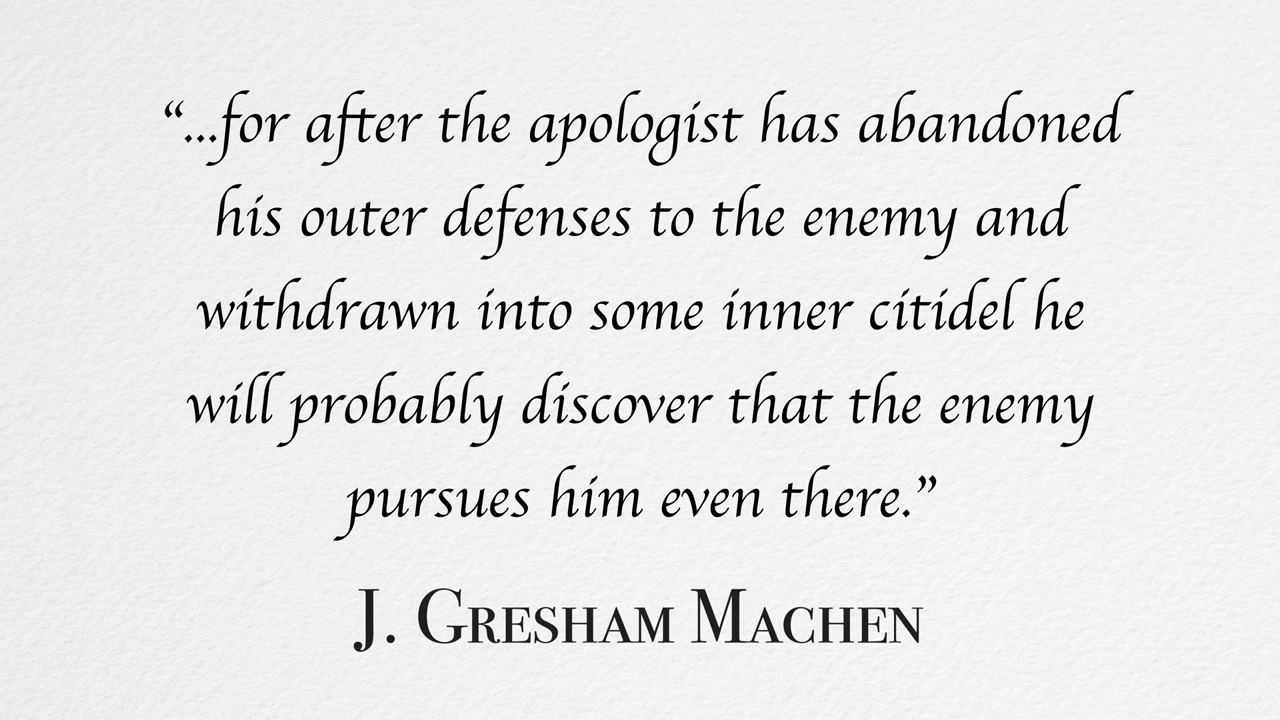 “...for after the apologist has abandoned
his outer defenses to the enemy and
withdrawn into some inner citidel he
will probably discover that the enemy
pursues him even there.”
J. Gresham Machen